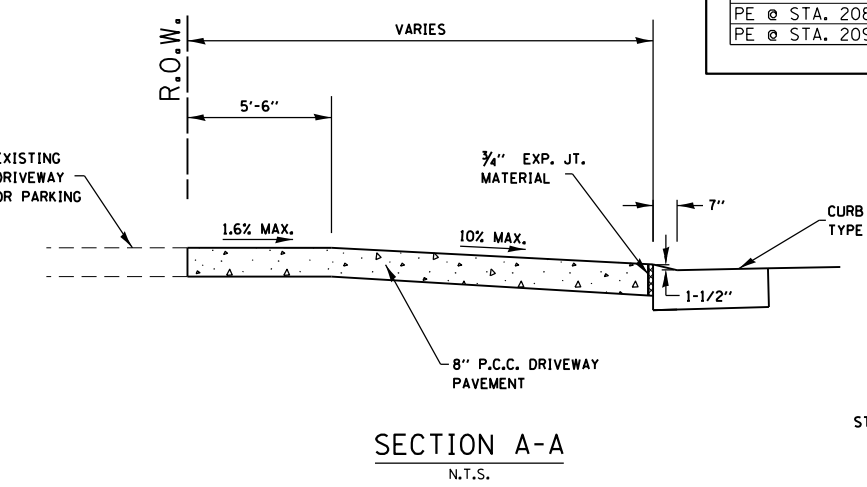 PE @ STA. 208
PE @ STA. 209
VARIES
R.O.W.
5'-6"
EXISTING
DRIVEWAY
OR PARKING
3/4" EXP. JT.
MATERIAL
7"
CURB
TYPE
1.6% MAX.
10% MAX.
1-1/2"
8" P.C.C. DRIVEWAY
PAVEMENT
SECTION A-A
N.T.S.
ST